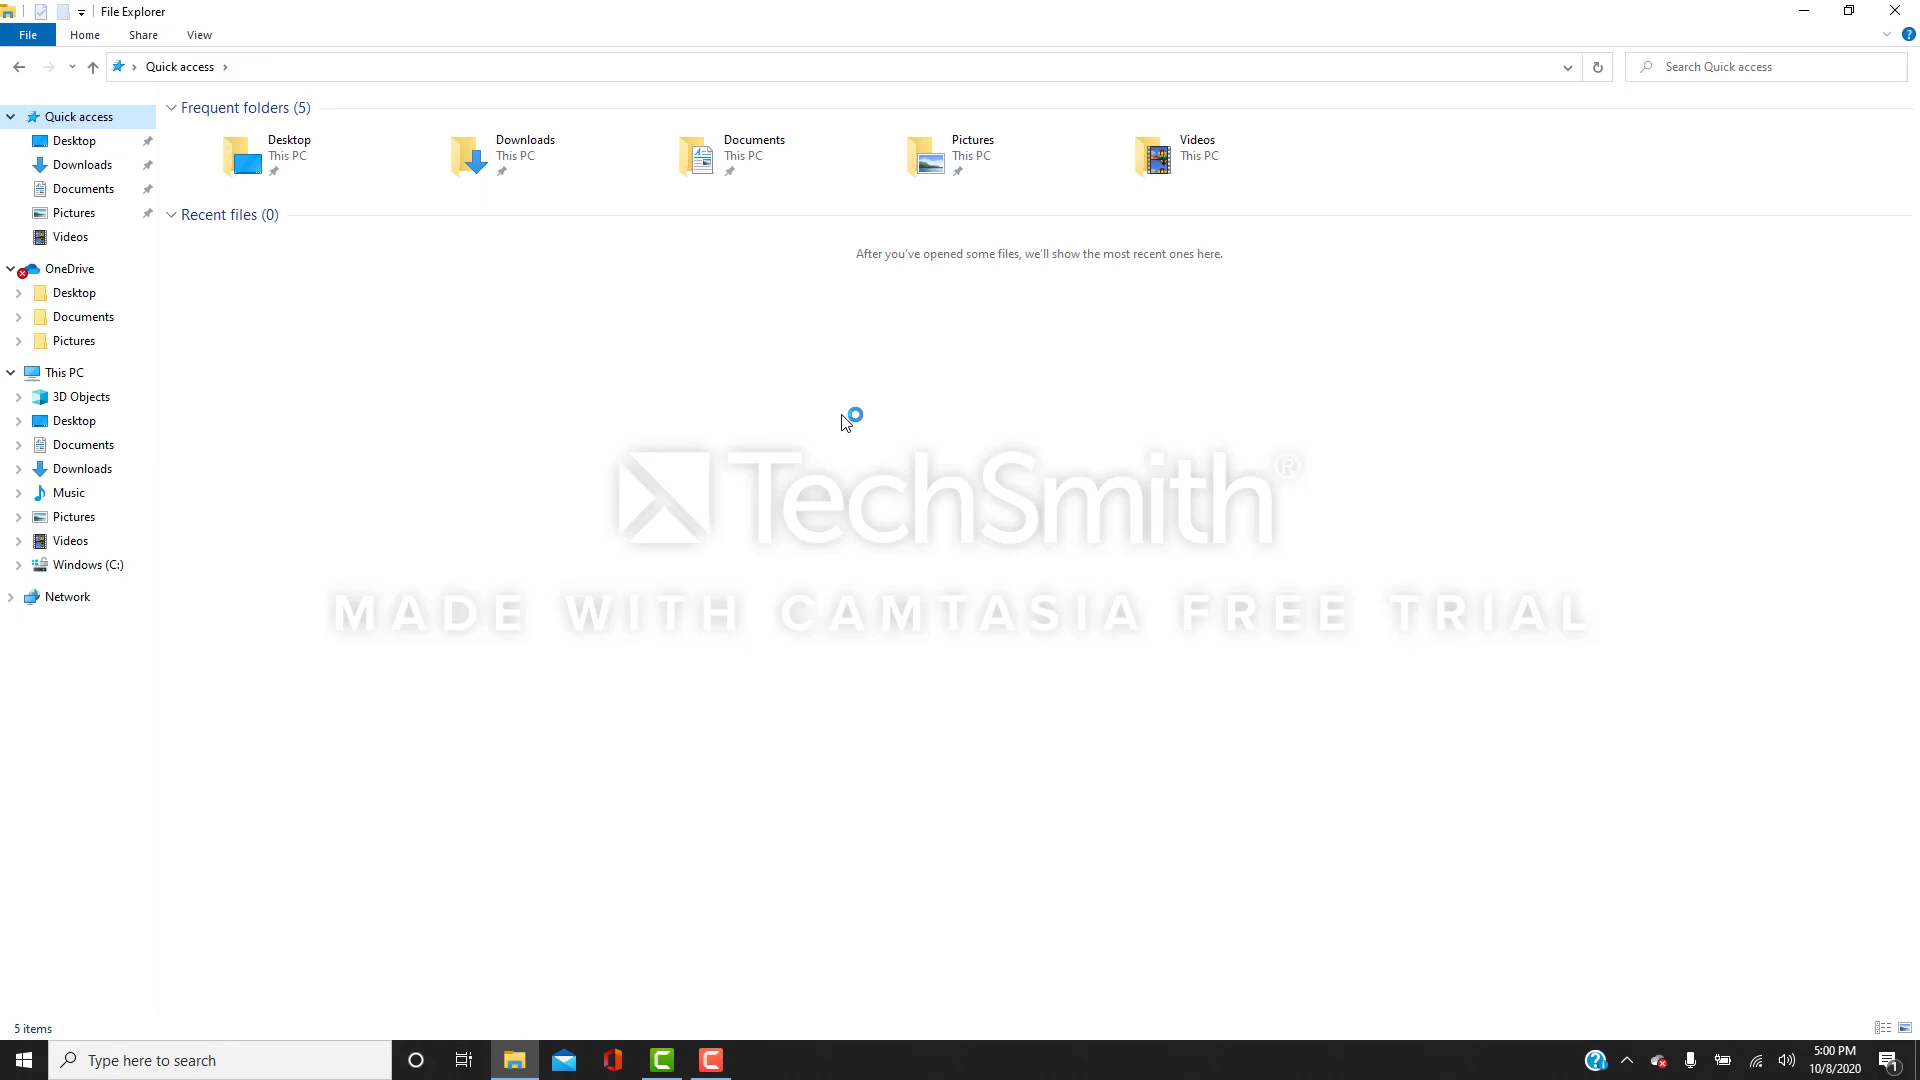 File Explorer
File Home Share View
Quick access
Search Quick access
Quick access
Desktop
Downloads
Documents
Pictures
Videos
OneDrive
Desktop
Documents
Pictures
This PC
3D Objects
Desktop
Documents
Downloads
Music
Pictures
Videos
Windows (C:)
Network
Frequent folders (5)
Desktop
This PC
Downloads
This PC
Documents
This PC
Pictures
This PC
Videos
This PC
Recent files (0)
After you've opened some files, we'll show the most recent ones here.
TechSmith®
MADE WITH CAMTASIA FREE TRIAL
5 items
Type here to search
5:00 PM
10/8/2020
1